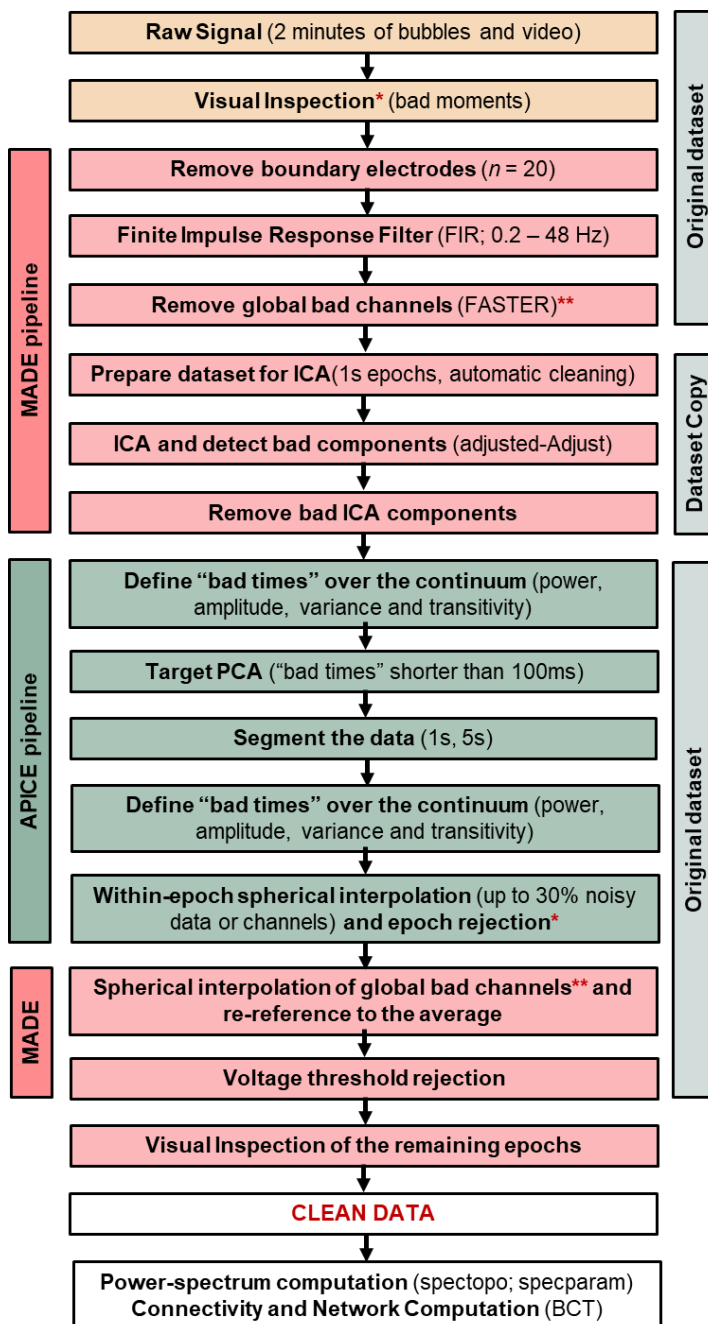 Raw Signal (2 minutes of bubbles and video)
Visual Inspection* (bad moments)
Original dataset
MADE pipeline
Remove boundary electrodes (n = 20)
Finite Impulse Response Filter (FIR; 0.2 – 48 Hz)
Remove global bad channels (FASTER)**
Prepare dataset for ICA(1s epochs, automatic cleaning)
ICA and detect bad components (adjusted-Adjust)
Remove bad ICA components
Dataset Copy
APICE pipeline
Define “bad times” over the continuum (power,
amplitude, variance and transitivity)
Target PCA (“bad times” shorter than 100ms)
Segment the data (1s, 5s)
Define “bad times” over the continuum (power,
amplitude, variance and transitivity)
Within-epoch spherical interpolation (up to 30% noisy
data or channels) and epoch rejection*
Original dataset
MADE
Spherical interpolation of global bad channels** and
re-reference to the average
Voltage threshold rejection
Visual Inspection of the remaining epochs
CLEAN DATA
Power-spectrum computation (spectopo; specparam)
Connectivity and Network Computation (BCT)